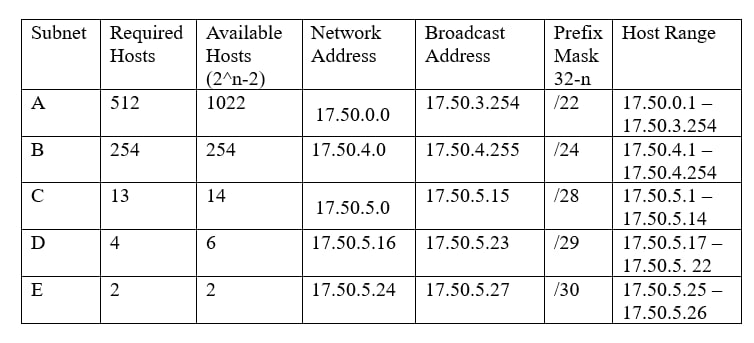 Subnet Required Hosts Available Hosts (2^n-2) Network Address Broadcast Address Prefix Mask 32-n Host Range
A 512 1022 17.50.0.0 17.50.3.254 /22 17.50.0.1 – 17.50.3.254
B 254 254 17.50.4.0 17.50.4.255 /24 17.50.4.1 – 17.50.4.254
C 13 14 17.50.5.0 17.50.5.15 /28 17.50.5.1 – 17.50.5.14
D 4 6 17.50.5.16 17.50.5.23 /29 17.50.5.17 – 17.50.5. 22
E 2 2 17.50.5.24 17.50.5.27 /30 17.50.5.25 – 17.50.5.26